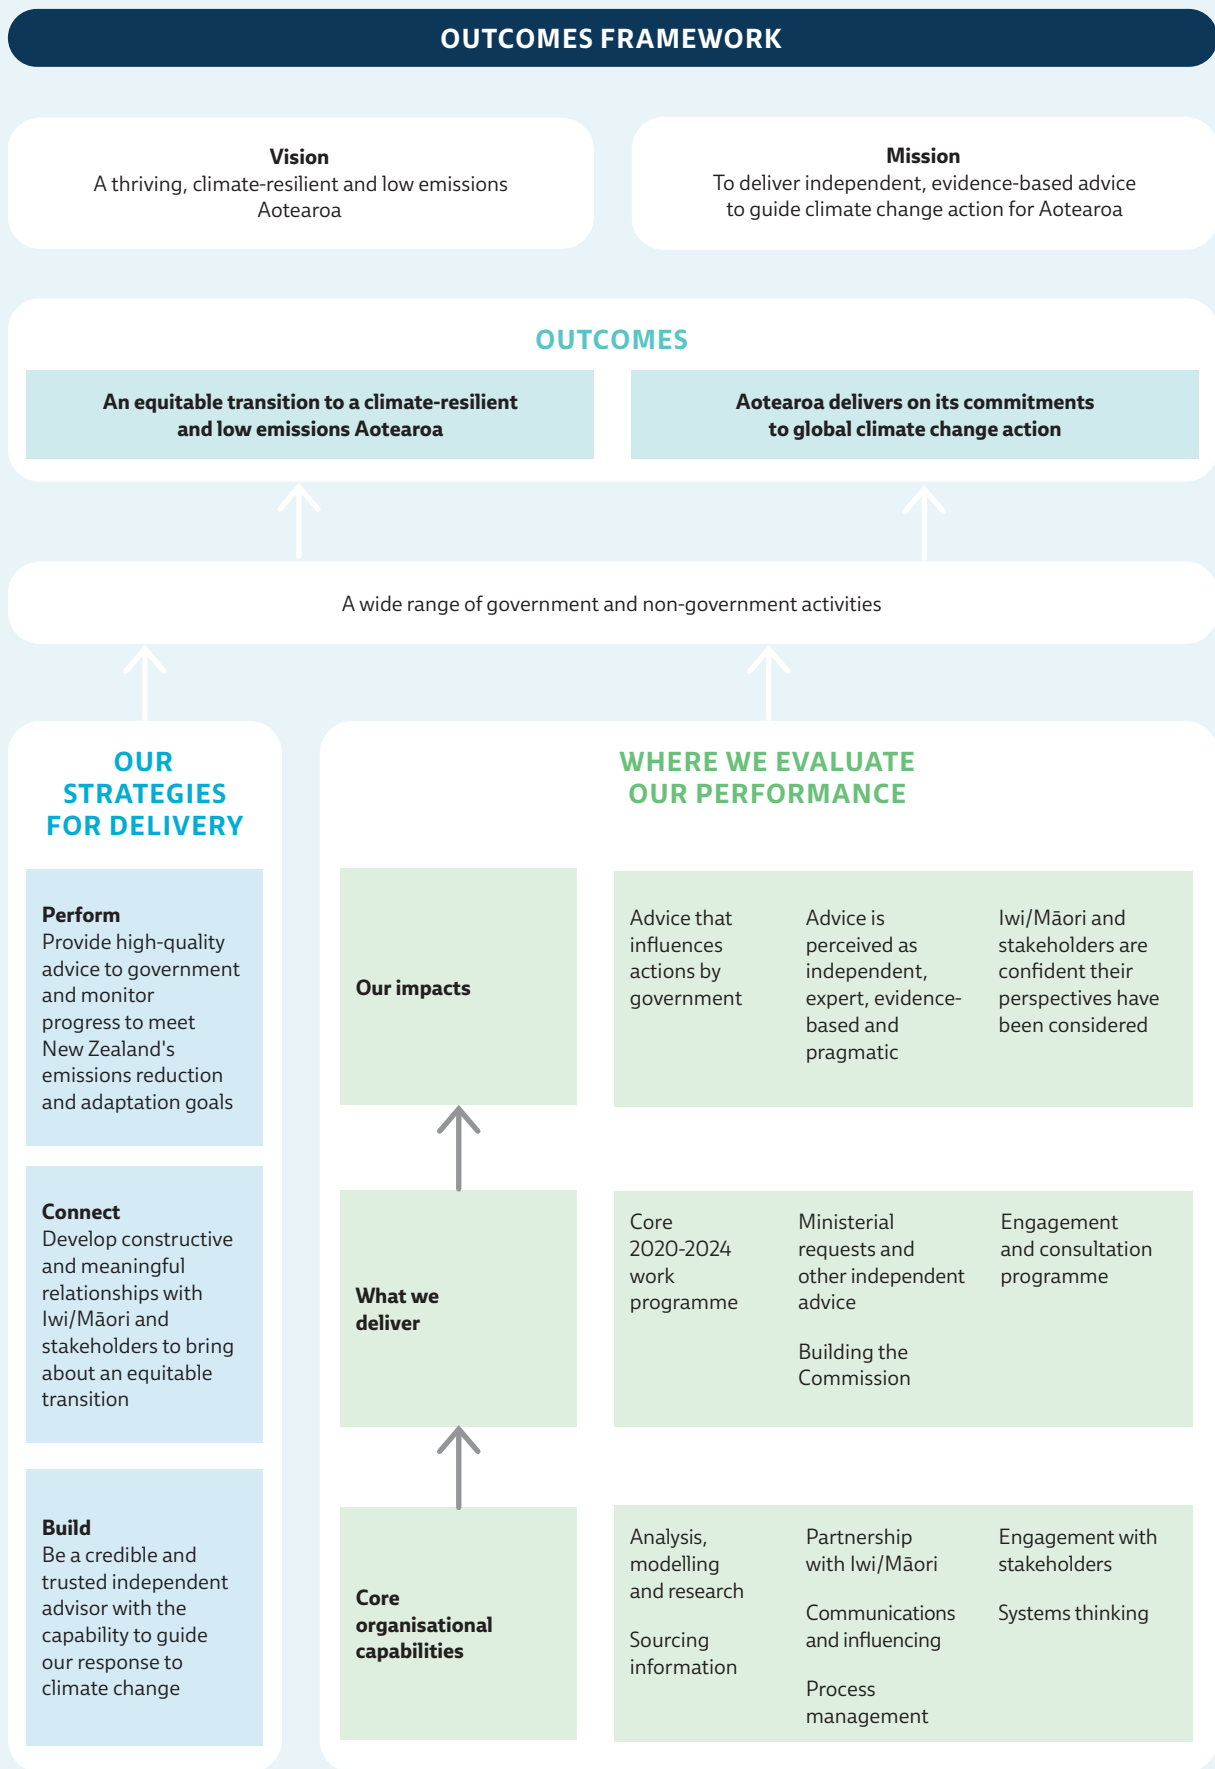 OUTCOMES FRAMEWORK
Vision
A thriving, climate-resilient and low emissions
Aotearoa
Mission
To deliver independent, evidence-based advice
to guide climate change action for Aotearoa
OUTCOMES
An equitable transition to a climate-resilient
and low emissions Aotearoa
Aotearoa delivers on its commitments
to global climate change action
A wide range of government and non-government activities
OUR
STRATEGIES
FOR DELIVERY
Perform
Provide high-quality
advice to government
and monitor
progress to meet
New Zealand's
emissions reduction
and adaptation goals
Connect
Develop constructive
and meaningful
relationships with
Iwi/Māori and
stakeholders to bring
about an equitable
transition
Build
Be a credible and
trusted independent
advisor with the
capability to guide
our response to
climate change
WHERE WE EVALUATE
OUR PERFORMANCE
Our impacts
Advice that
influences
actions by
government
Advice is
perceived as
independent,
expert, evidence-
based and
pragmatic
Iwi/Māori and
stakeholders are
confident their
perspectives have
been considered
What we
deliver
Core
2020-2024
work
programme
Ministerial
requests and
other independent
advice
Building the
Commission
Engagement
and consultation
programme
Core
organisational
capabilities
Analysis,
modelling
and research
Sourcing
information
Partnership
with Iwi/Māori
Communications
and influencing
Process
management
Engagement with
stakeholders
Systems thinking